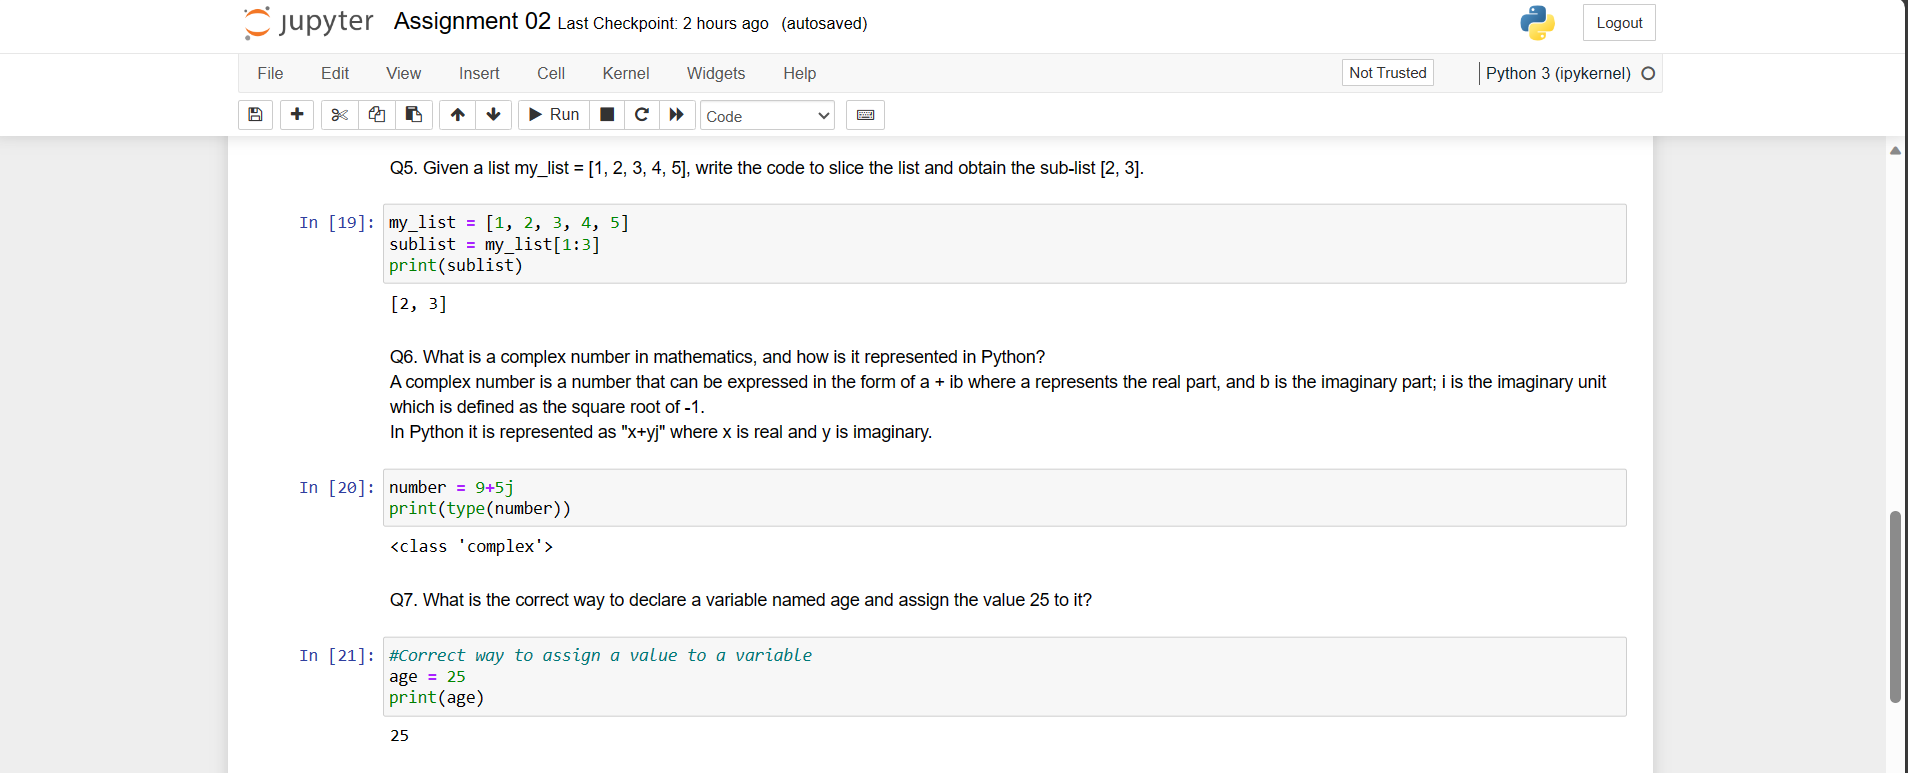 jupyter Assignment 02 Last Checkpoint: 2 hours ago (autosaved) Logout
File Edit View Insert Cell Kernel Widgets Help Not Trusted Python 3 (ipykernel)
Run Code
Q5. Given a list my_list = [1, 2, 3, 4, 5], write the code to slice the list and obtain the sub-list [2, 3].
In [19]: my_list = [1, 2, 3, 4, 5]
sublist = my_list[1:3]
print(sublist)
[2, 3]
Q6. What is a complex number in mathematics, and how is it represented in Python?
A complex number is a number that can be expressed in the form of a + ib where a represents the real part, and b is the imaginary part; i is the imaginary unit
which is defined as the square root of -1.
In Python it is represented as "x+yj" where x is real and y is imaginary.
In [20]: number = 9+5j
print(type(number))
<class 'complex'>
Q7. What is the correct way to declare a variable named age and assign the value 25 to it?
In [21]: #Correct way to assign a value to a variable
age = 25
print(age)
25